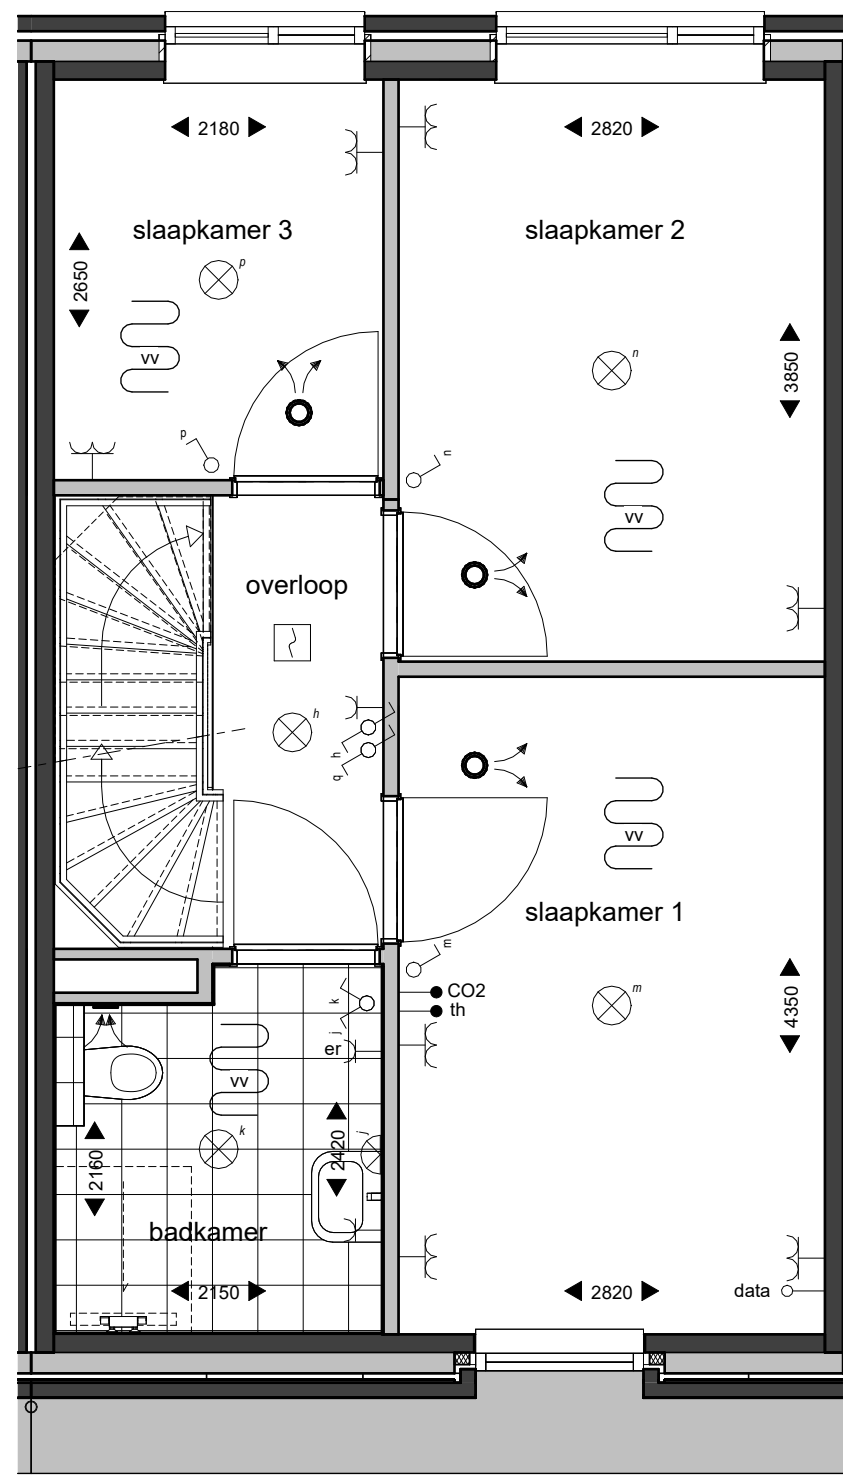 2180
2820
slaapkamer 3
slaapkamer 2
p
2650
n
3850
vv
p
n
vv
overloop
h
h
q
vv
slaapkamer 1
m
CO2
th
m
4350
k
j
er
vv
k
j
2160
2420
badkamer
2150
2820
data